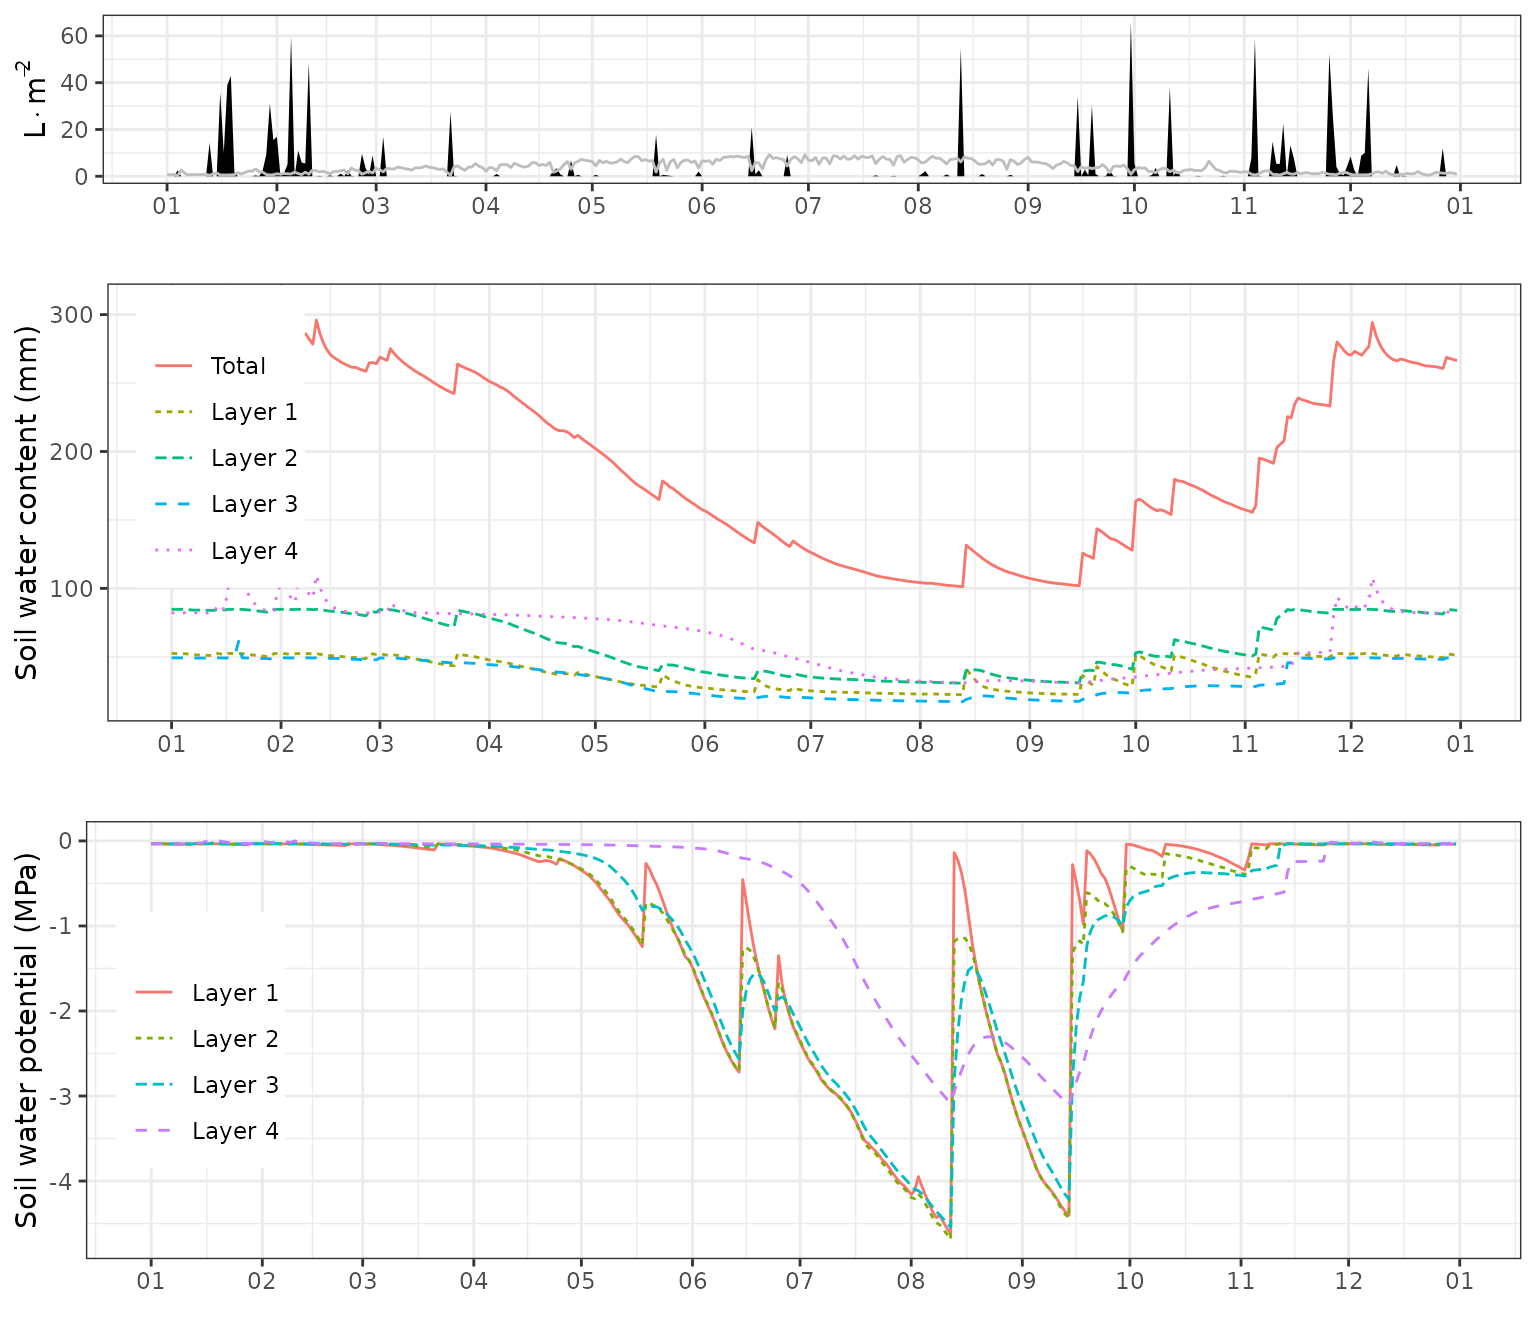 L · m⁻²
60
40
20
0
01 02 03 04 05 06 07 08 09 10 11 12 01
Soil water content (mm)
300
200
100
Total
Layer 1
Layer 2
Layer 3
Layer 4
01 02 03 04 05 06 07 08 09 10 11 12 01
Soil water potential (MPa)
0
-1
-2
-3
-4
Layer 1
Layer 2
Layer 3
Layer 4
01 02 03 04 05 06 07 08 09 10 11 12 01